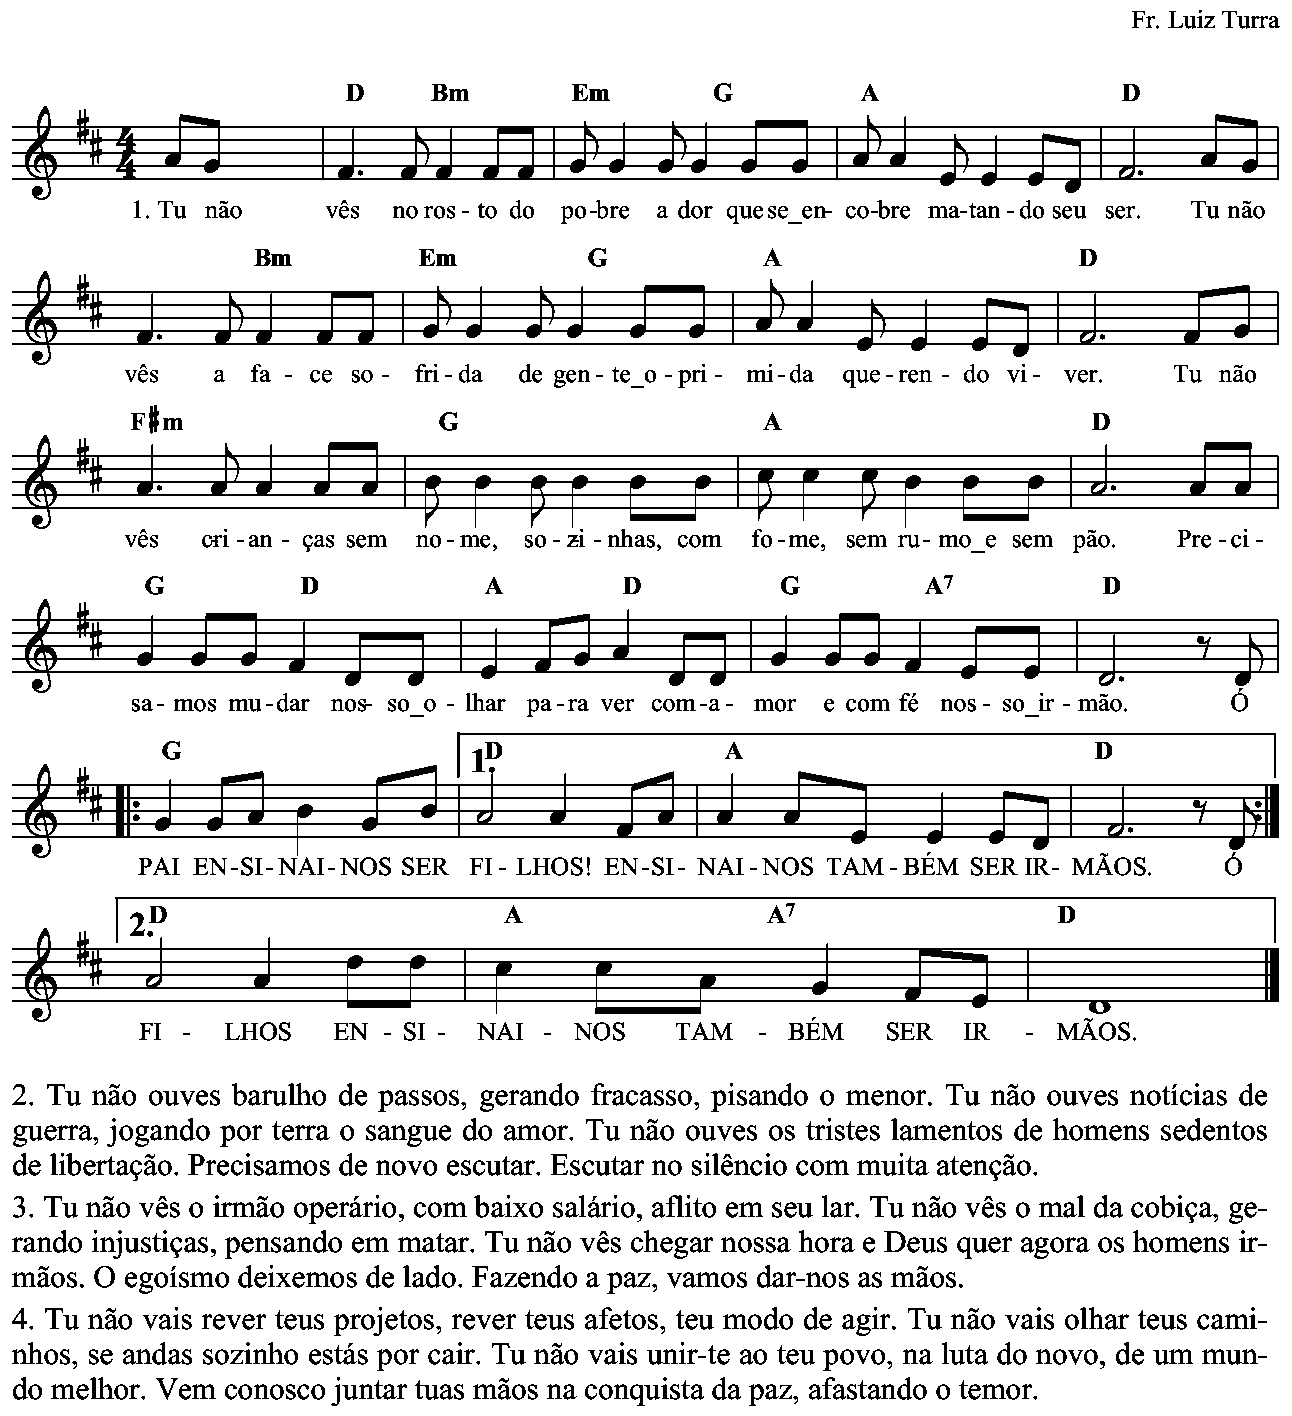 Fr. Luiz Turra
D Bm Em G A D
1. Tu não vês no ros-to do po-bre a dor que se_en-co-bre ma-tan-do seu ser. Tu não
Bm Em G A D
vês a fa-ce so-fri-da de gen-te_o-pri-mi-da que-ren-do vi-ver. Tu não
F#m G A D
vês cri-an-ças sem no-me, so-zi-nhas, com fo-me, sem ru-mo_e sem pão. Pre-ci-
G D A D G A7 D
sa-mos mu-dar nos-so_o-lhar pa-ra ver com-a-mor e com fé nos-so_ir-mão. Ó
G 1. D A D
PAI EN-SI-NAI-NOS SER FI-LHOS! EN-SI-NAI-NOS TAM-BÉM SER IR-MÃOS. Ó
2. D A A7 D
FI-LHOS EN-SI-NAI-NOS TAM-BÉM SER IR-MÃOS.
2. Tu não ouves barulho de passos, gerando fracasso, pisando o menor. Tu não ouves notícias de
guerra, jogando por terra o sangue do amor. Tu não ouves os tristes lamentos de homens sedentos
de libertação. Precisamos de novo escutar. Escutar no silêncio com muita atenção.
3. Tu não vês o irmão operário, com baixo salário, aflito em seu lar. Tu não vês o mal da cobiça, ge-
rando injustiças, pensando em matar. Tu não vês chegar nossa hora e Deus quer agora os homens ir-
mãos. O egoísmo deixemos de lado. Fazendo a paz, vamos dar-nos as mãos.
4. Tu não vais rever teus projetos, rever teus afetos, teu modo de agir. Tu não vais olhar teus cami-
nhos, se andas sozinho estás por cair. Tu não vais unir-te ao teu povo, na luta do novo, de um mun-
do melhor. Vem conosco juntar tuas mãos na conquista da paz, afastando o temor.